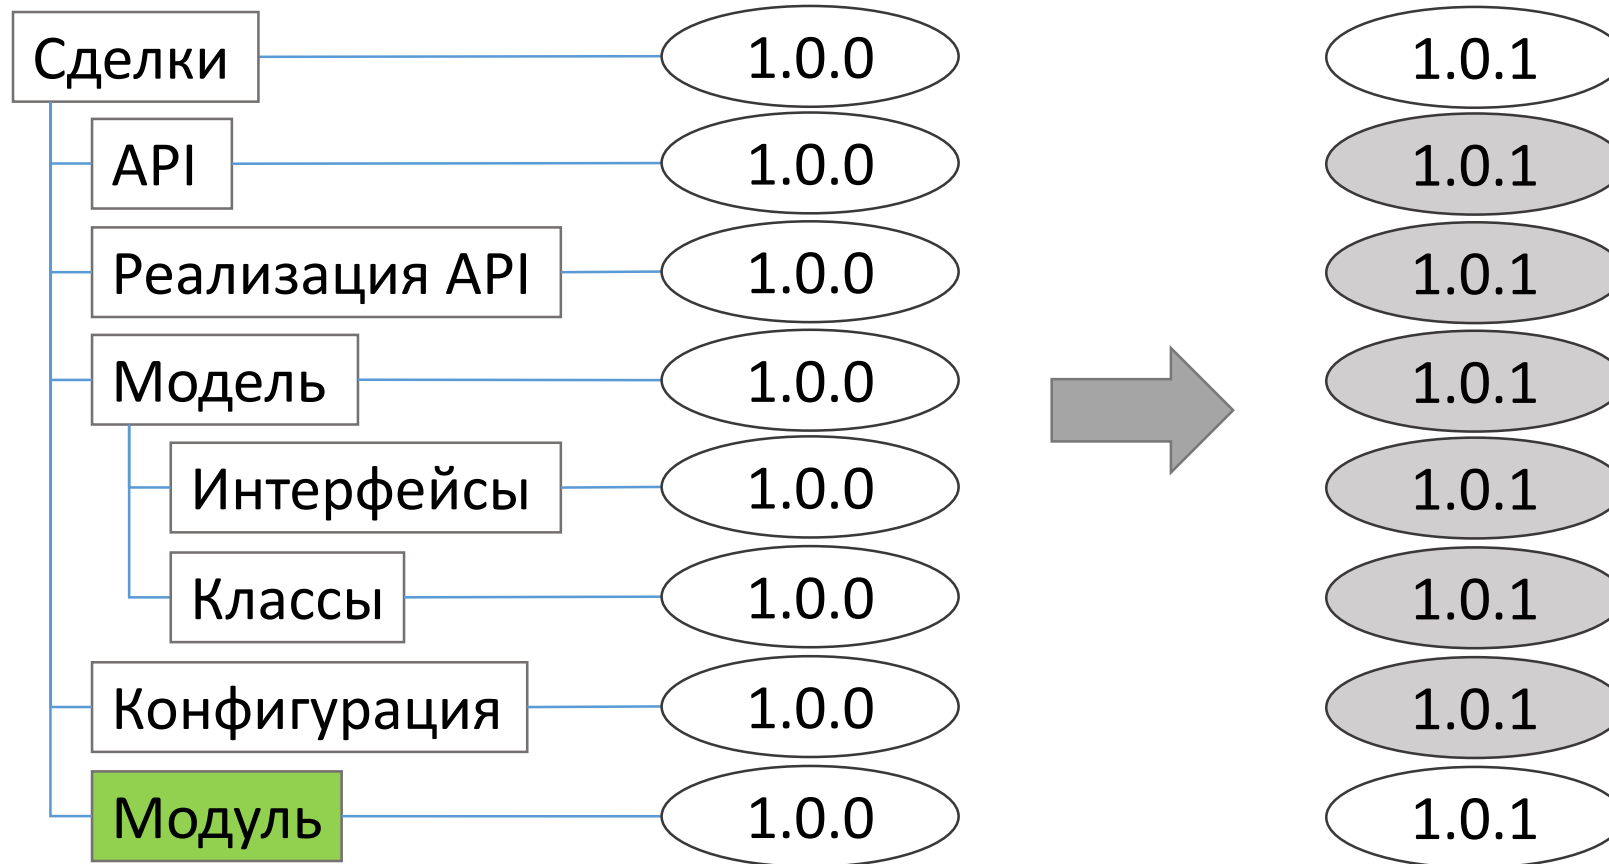 Сделки 1.0.0 1.0.1
API 1.0.0 1.0.1
Реализация API 1.0.0 1.0.1
Модель 1.0.0 1.0.1
Интерфейсы 1.0.0 1.0.1
Классы 1.0.0 1.0.1
Конфигурация 1.0.0 1.0.1
Модуль 1.0.0 1.0.1